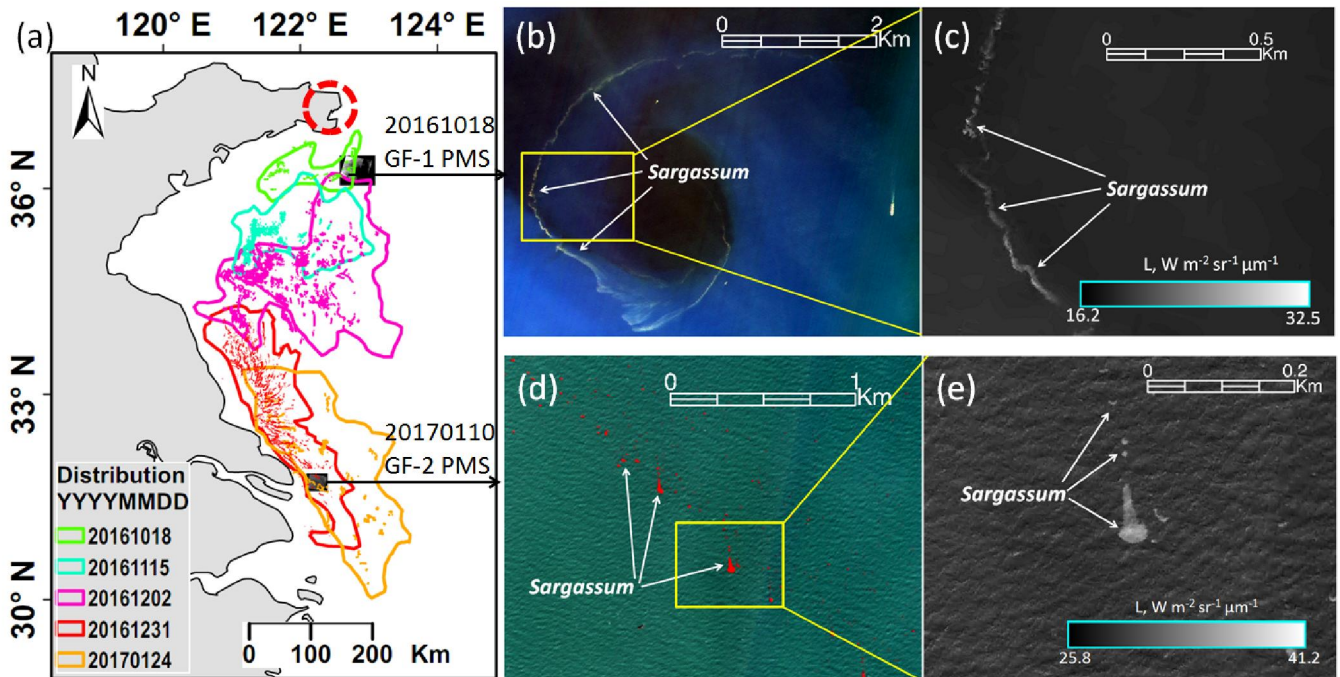 (a)
120° E
122° E
124° E
N
36° N
33° N
30° N
20161018
GF-1 PMS
20170110
GF-2 PMS
Distribution
YYYYMMDD
20161018
20161115
20161202
20161231
20170124
0
100
200
Km
(b)
0
2
Km
Sargassum
(c)
0
0.5
Km
Sargassum
L, W m⁻² sr⁻¹ µm⁻¹
16.2
32.5
(d)
0
1
Km
Sargassum
(e)
0
0.2
Km
Sargassum
L, W m⁻² sr⁻¹ µm⁻¹
25.8
41.2